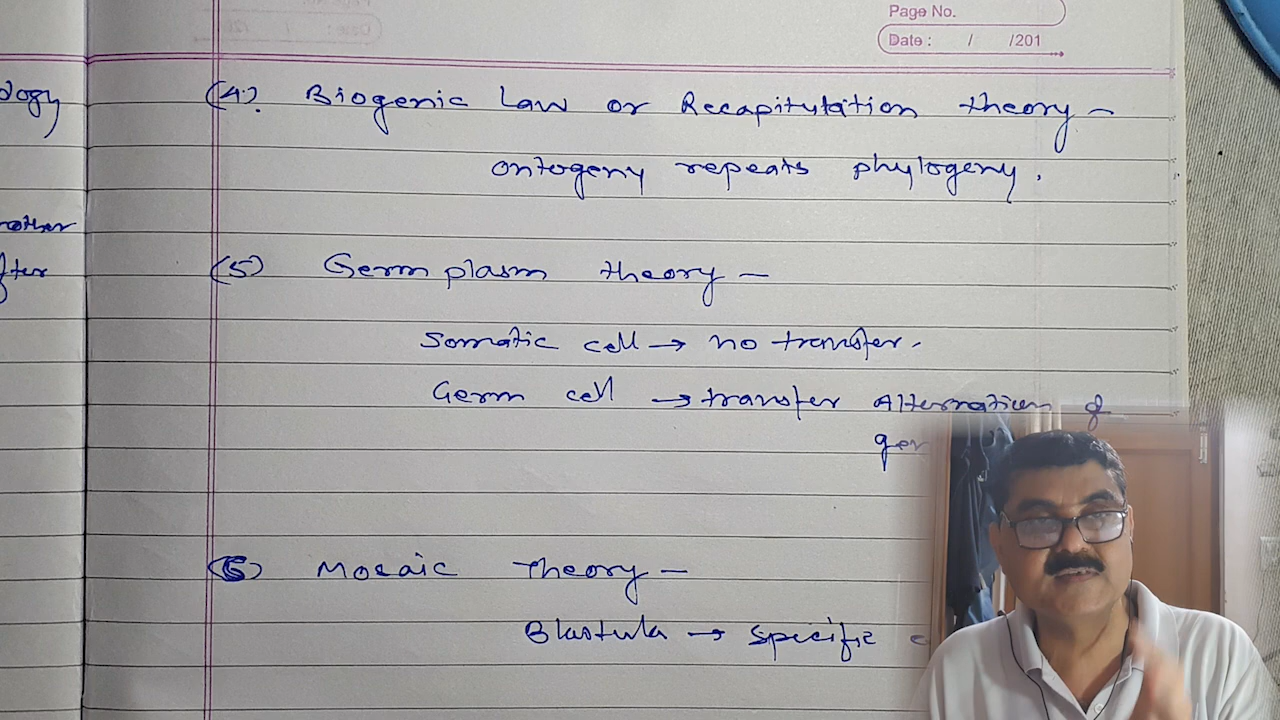 Page No.
Date : / /201
(4). Biogenic Law or Recapitulation theory -
ontogeny repeats phylogeny.
(5) Germ plasm theory -
Somatic cell → no transfer.
Germ cell → transfer Alternation of
(6) Mosaic Theory -
Blastula → specific